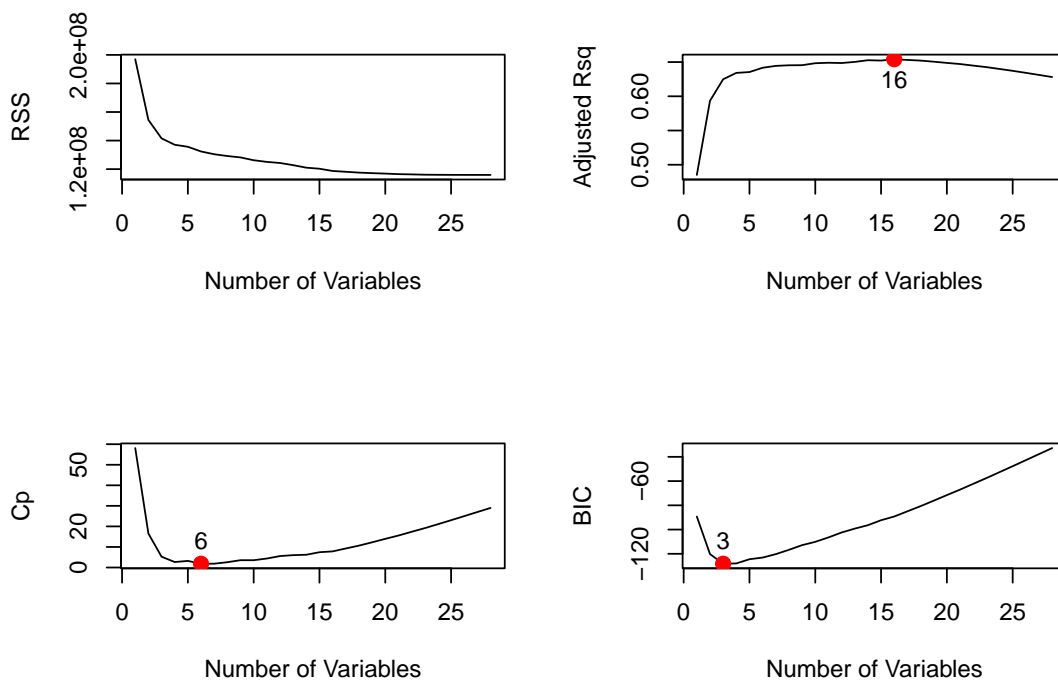 RSS
1.2e+08
2.0e+08
0 5 10 15 20 25
Number of Variables
Adjusted Rsq
0.50
0.60
16
0 5 10 15 20 25
Number of Variables
Cp
0
20
50
6
0 5 10 15 20 25
Number of Variables
BIC
−120
−60
3
0 5 10 15 20 25
Number of Variables